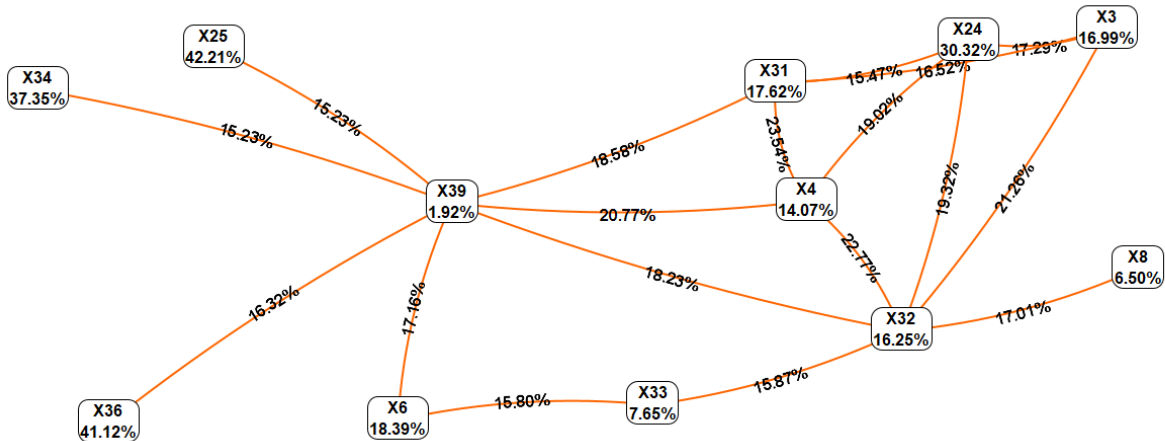 X3
16.99%
X24
30.32%
17.29%
X25
42.21%
X31
17.62%
15.47%
16.52%
X34
37.35%
15.23%
15.23%
19.02%
23.54%
18.58%
X39
1.92%
X4
14.07%
20.77%
19.32%
21.26%
22.77%
X8
6.50%
18.23%
17.16%
16.32%
17.01%
X32
16.25%
15.87%
X33
7.65%
15.80%
X6
18.39%
X36
41.12%